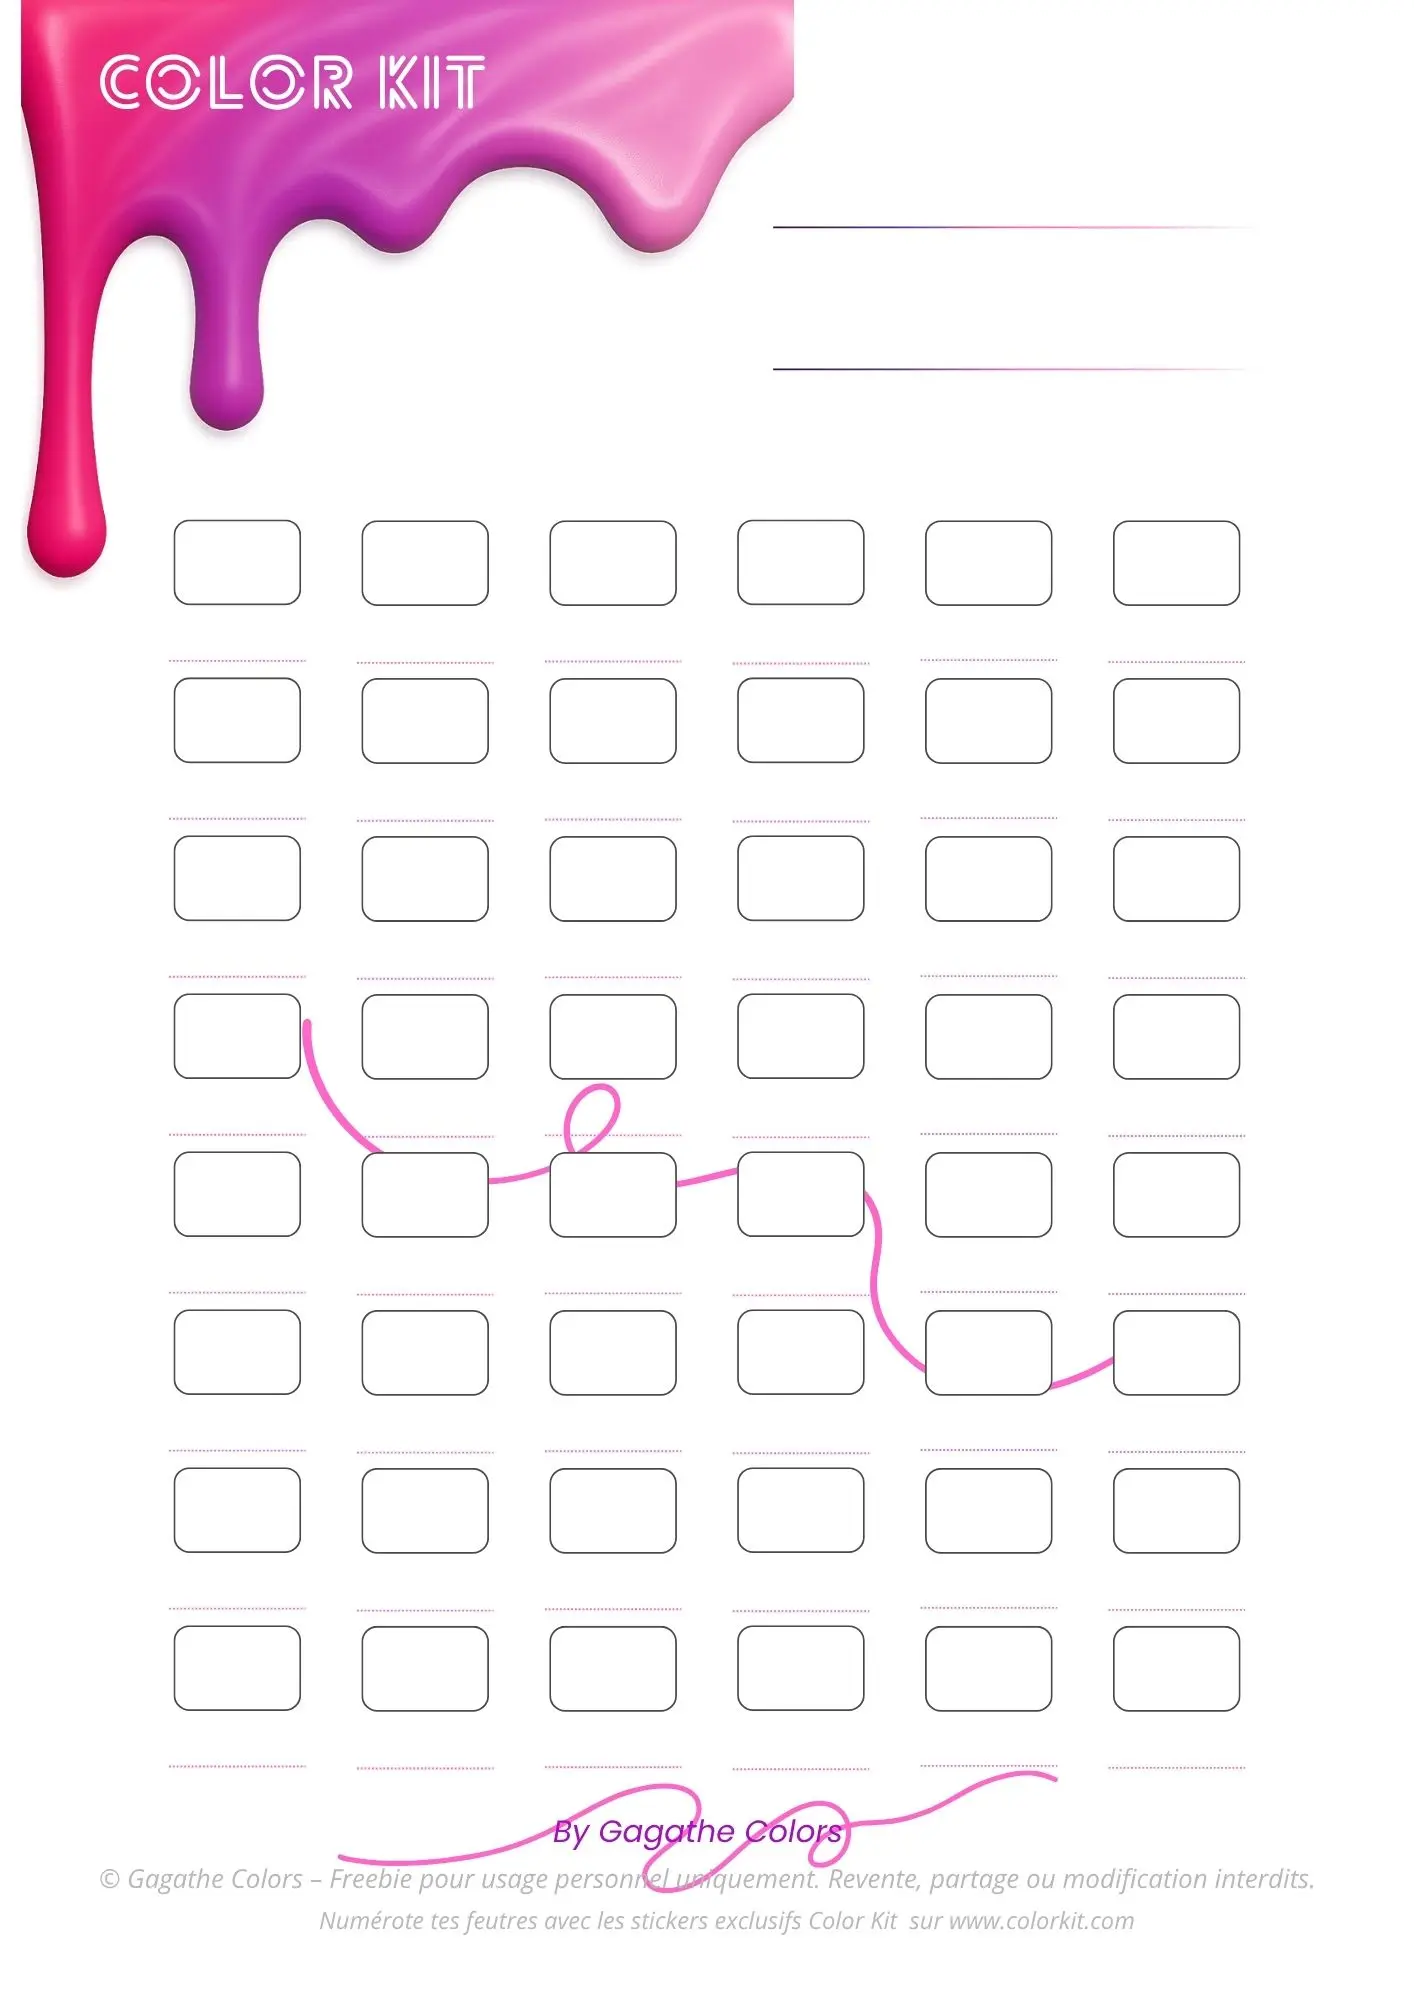 COLOR KIT
By Gagathe Colors
© Gagathe Colors – Freebie pour usage personnel uniquement. Revente, partage ou modification interdits.
Numérote tes feutres avec les stickers exclusifs Color Kit sur www.colorkit.com